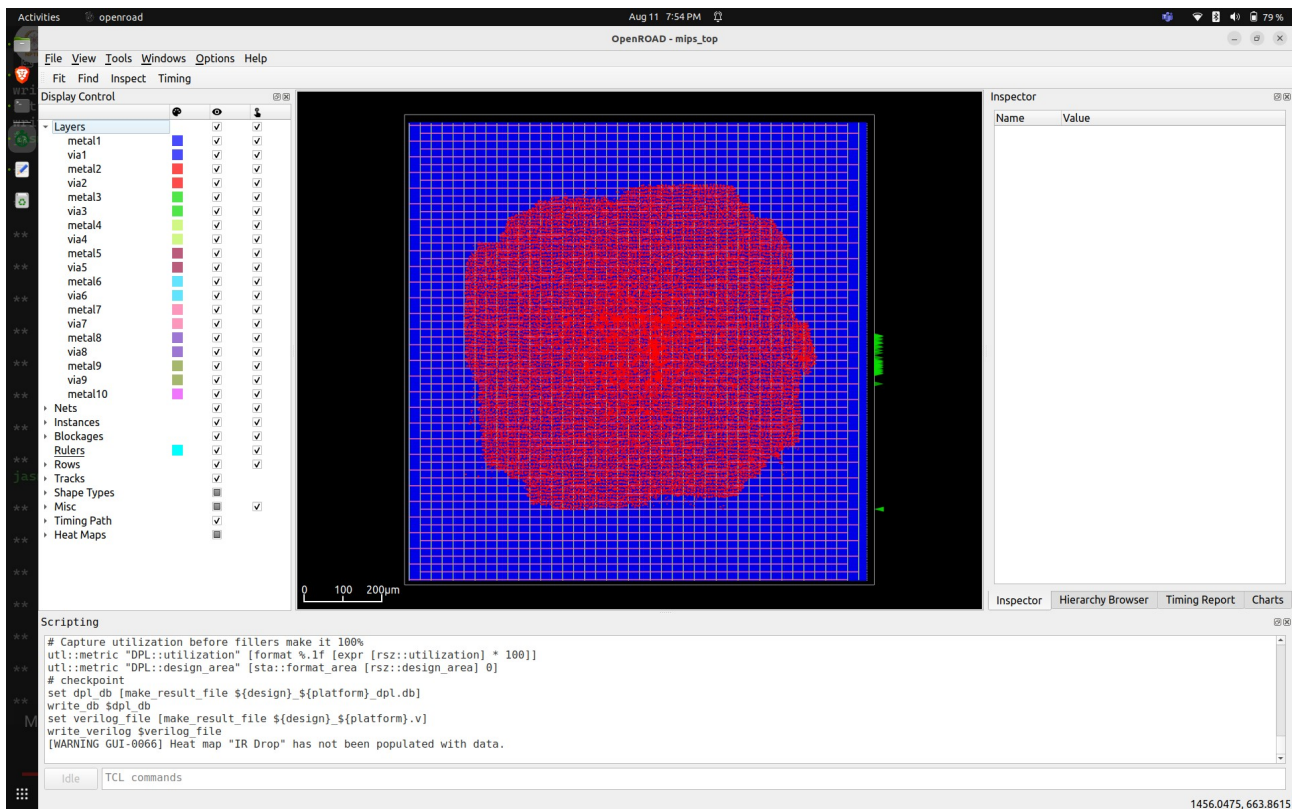 Activities
openroad
Aug 11 7:54 PM
79 %
OpenROAD - mips_top
File View Tools Windows Options Help
Fit Find Inspect Timing
Display Control
Layers
metal1
via1
metal2
via2
metal3
via3
metal4
via4
metal5
via5
metal6
via6
metal7
via7
metal8
via8
metal9
via9
metal10
Nets
Instances
Blockages
Rulers
Rows
Tracks
Shape Types
Misc
Timing Path
Heat Maps
0 100 200μm
Inspector
Name Value
Inspector Hierarchy Browser Timing Report Charts
Scripting
# Capture utilization before fillers make it 100%
utl::metric "DPL::utilization" [format %.1f [expr [rsz::utilization] * 100]]
utl::metric "DPL::design_area" [sta::format_area [rsz::design_area] 0]
# checkpoint
set dpl_db [make_result_file ${design}_${platform}_dpl.db]
write_db $dpl_db
set verilog_file [make_result_file ${design}_${platform}.v]
write_verilog $verilog_file
[WARNING GUI-0066] Heat map "IR Drop" has not been populated with data.
Idle
TCL commands
1456.0475, 663.8615